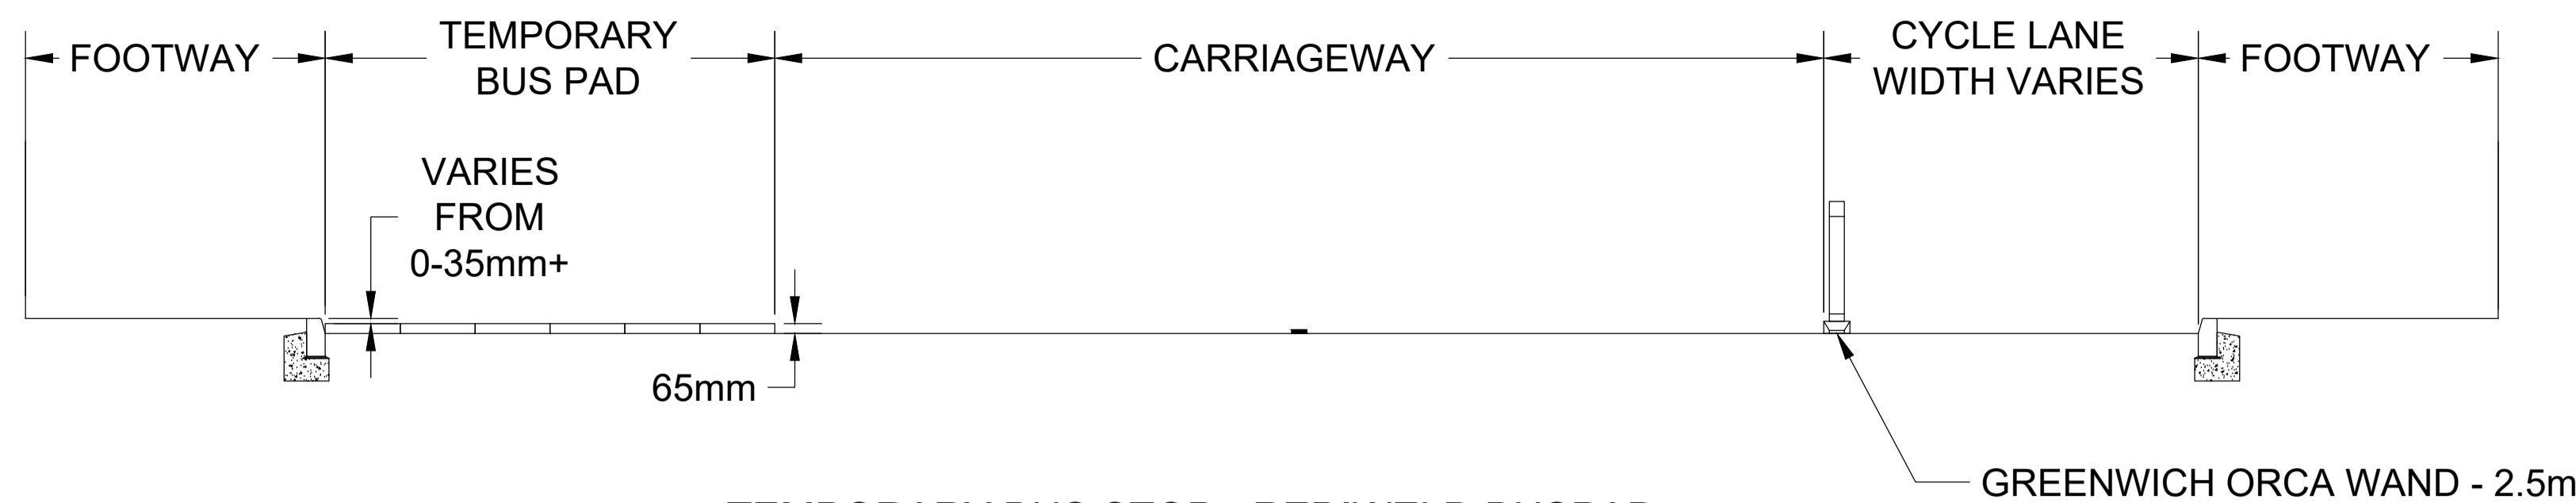 FOOTWAY
TEMPORARY
BUS PAD
CARRIAGEWAY
CYCLE LANE
WIDTH VARIES
FOOTWAY
VARIES
FROM
0-35mm+
65mm
GREENWICH ORCA WAND - 2.5m